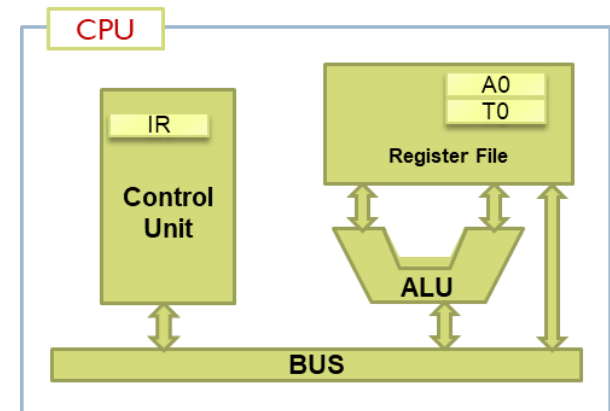 CPU
IR
Control
Unit
A0
T0
Register File
ALU
BUS